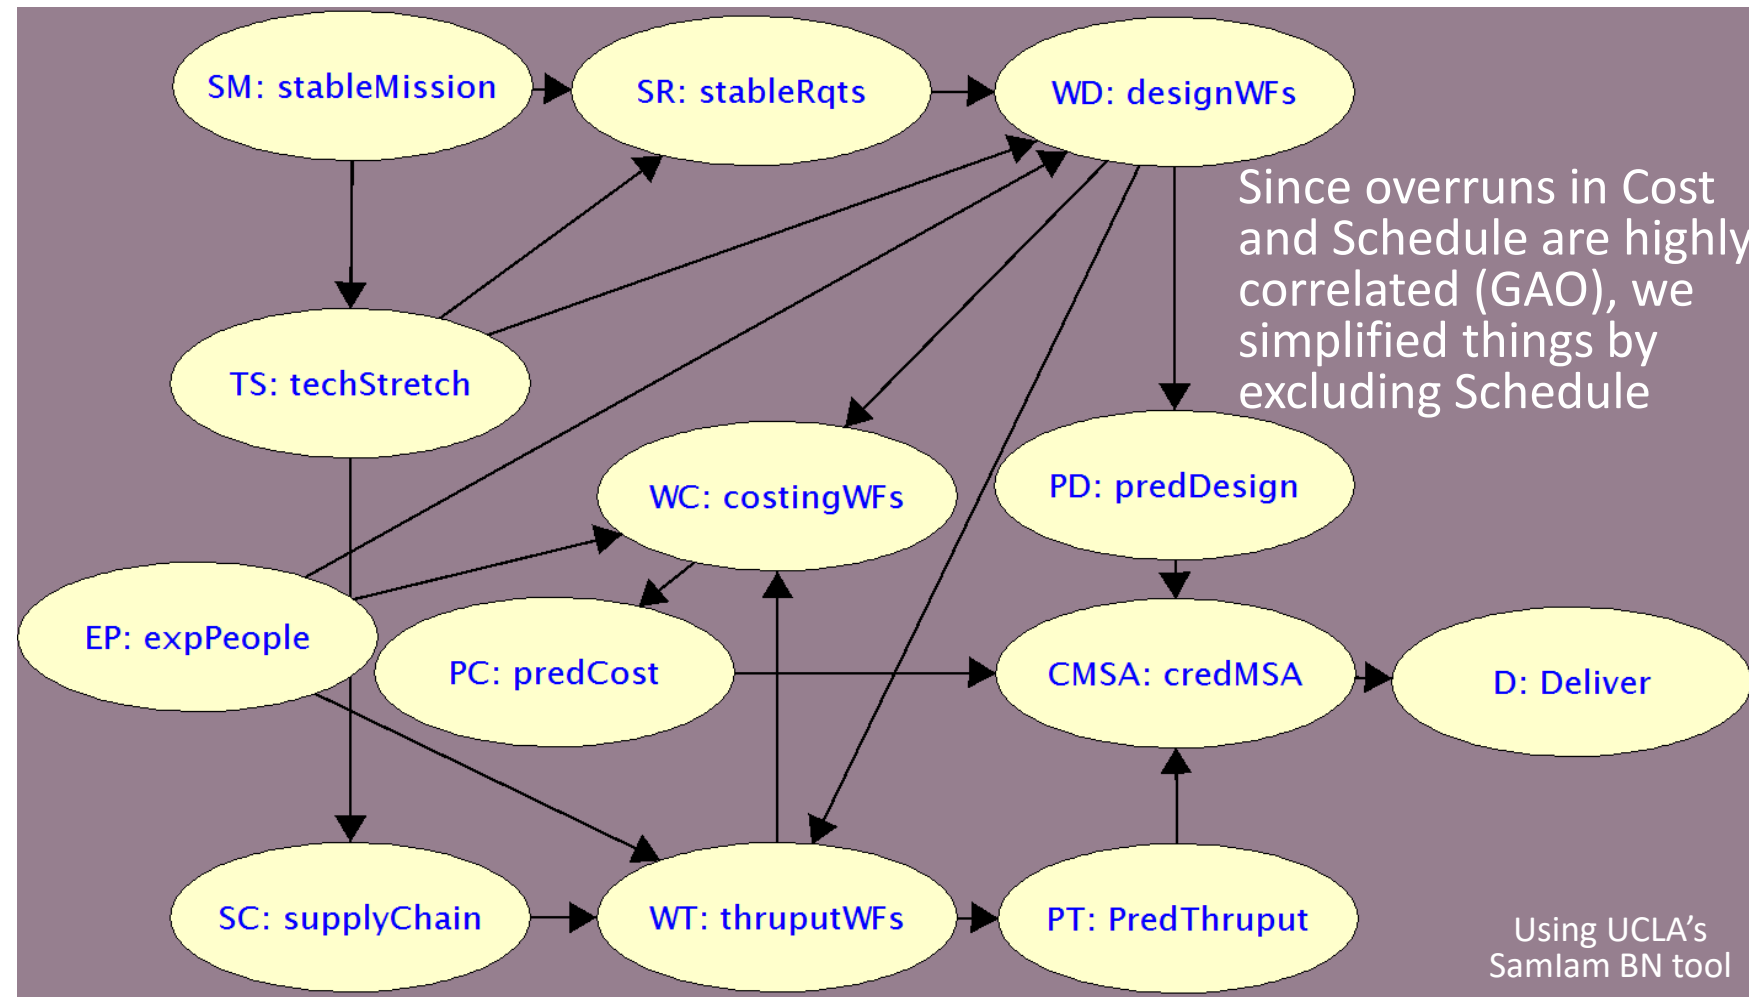 SM: stableMission
SR: stableRqts
WD: designWFs
Since overruns in Cost
and Schedule are highly
correlated (GAO), we
simplified things by
excluding Schedule
TS: techStretch
WC: costingWFs
PD: predDesign
EP: expPeople
PC: predCost
CMSA: credMSA
D: Deliver
SC: supplyChain
WT: thruputWFs
PT: PredThruput
Using UCLA’s
SamIam BN tool